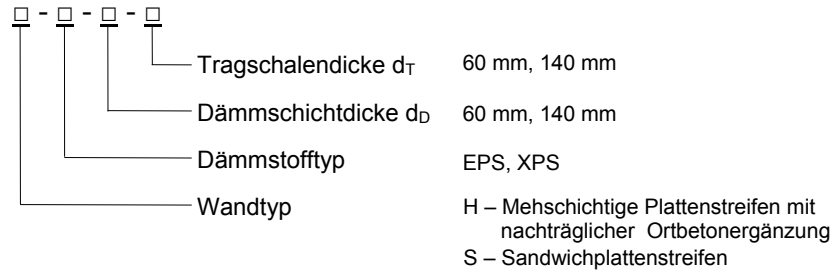 □ - □ - □ - □
Tragschalendicke dT 60 mm, 140 mm
Dämmschichtdicke dD 60 mm, 140 mm
Dämmstofftyp EPS, XPS
Wandtyp H – Mehschichtige Plattenstreifen mit
nachträglicher Ortbetonergänzung
S – Sandwichplattenstreifen